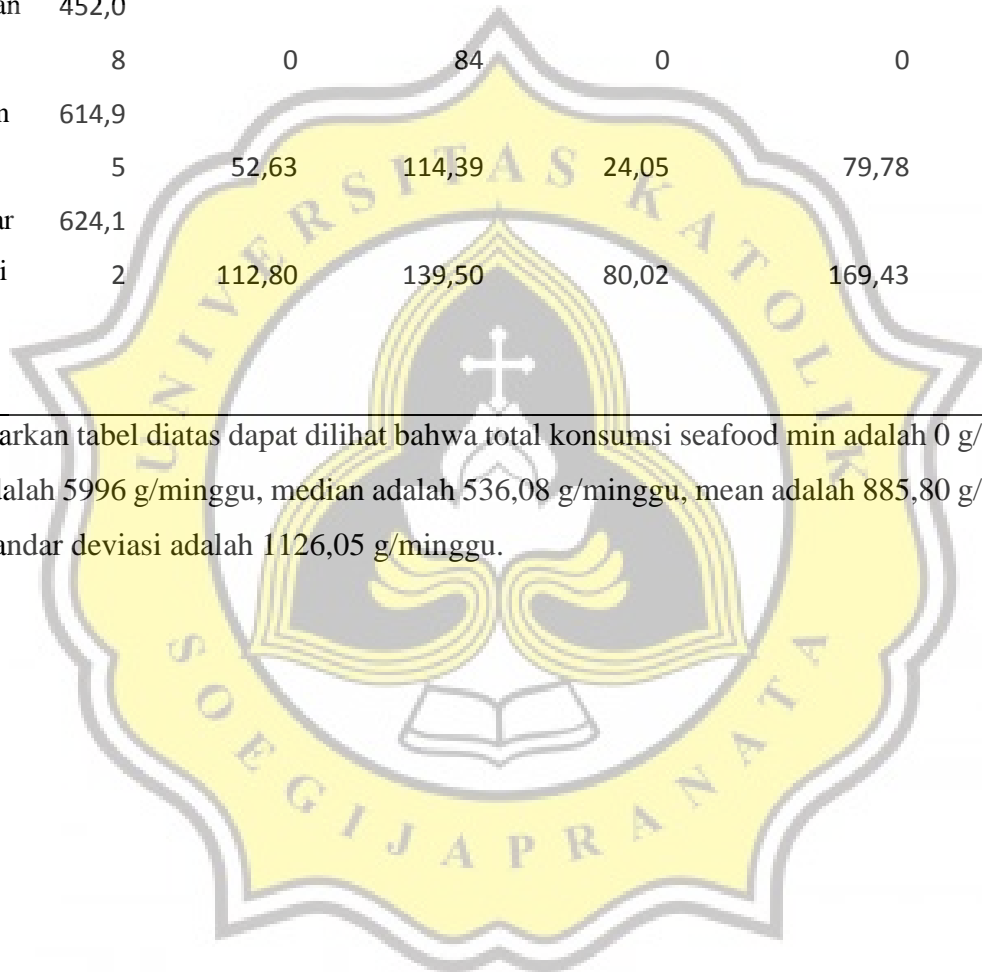 an 452,0
8 0 84 0 0
n 614,9
5 52,63 114,39 24,05 79,78
ar 624,1
i 2 112,80 139,50 80,02 169,43
arkan tabel diatas dapat dilihat bahwa total konsumsi seafood min adalah 0 g/
dalah 5996 g/minggu, median adalah 536,08 g/minggu, mean adalah 885,80 g/
andar deviasi adalah 1126,05 g/minggu.
UNIVERSITAS KATOLIK
SOEGIJAPRANATA